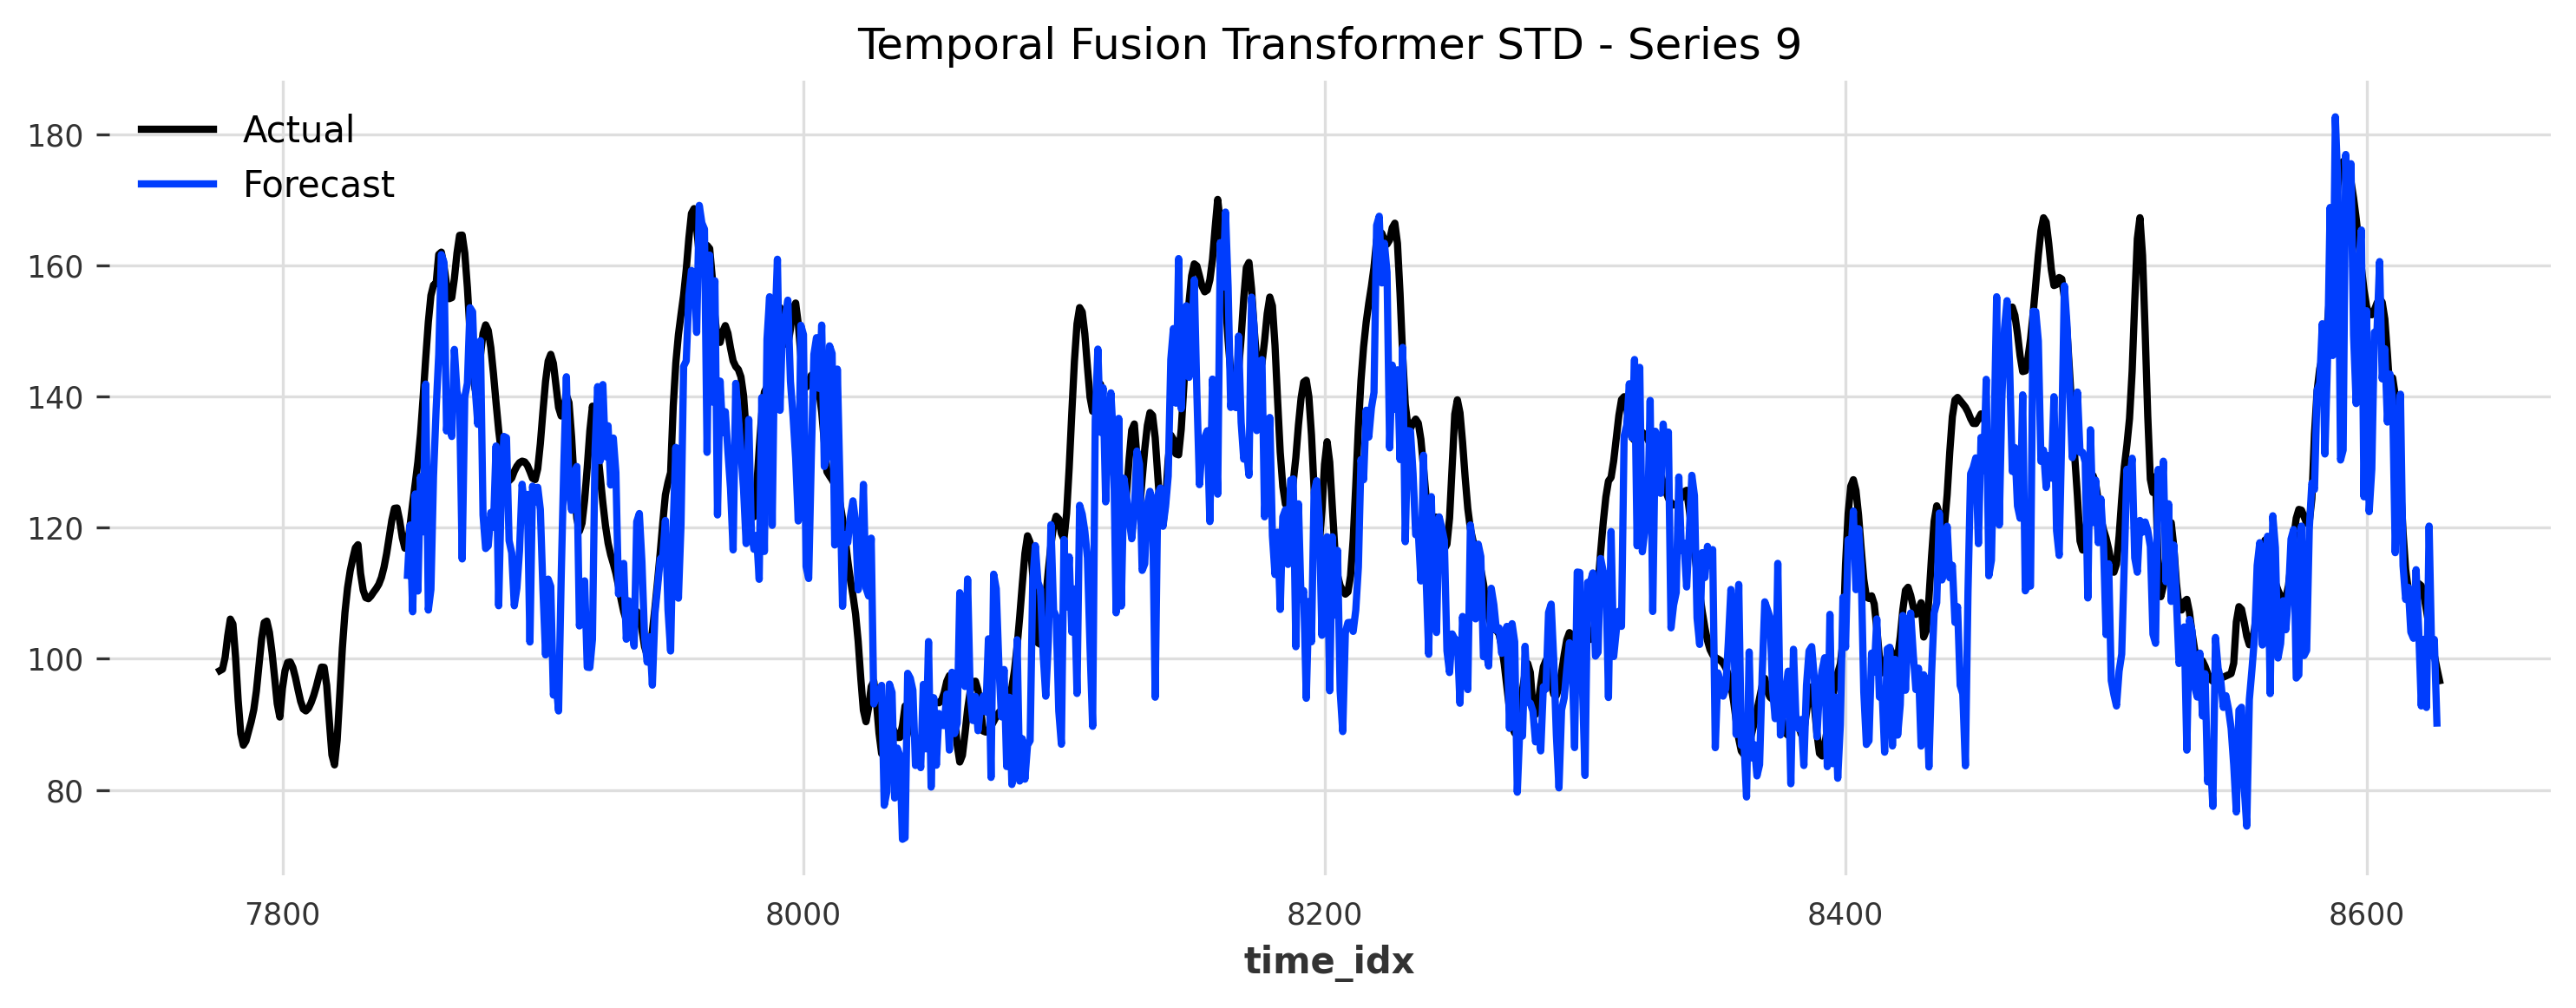 Temporal Fusion Transformer STD - Series 9
Actual
Forecast
180
160
140
120
100
80
7800 8000 8200 8400 8600
time_idx